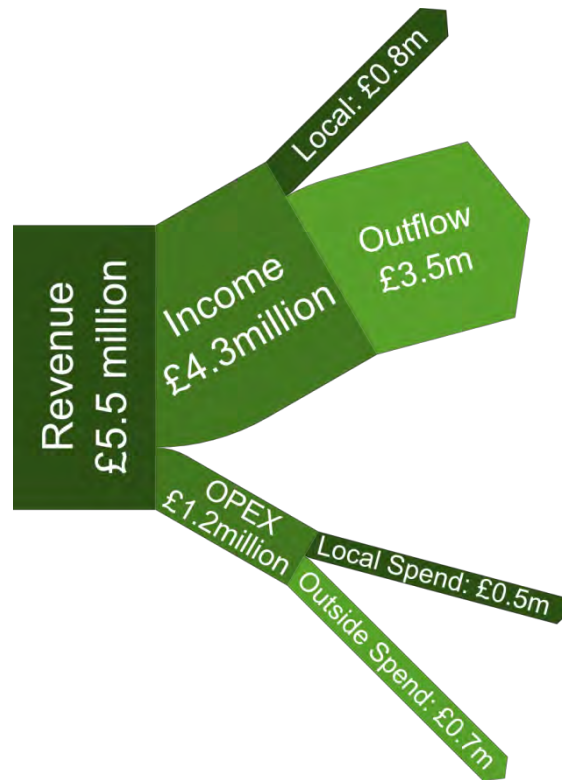 Revenue
£5.5 million
Income
£4.3million
Local: £0.8m
Outflow
£3.5m
OPEX
£1.2million
Local Spend: £0.5m
Outside Spend: £0.7m